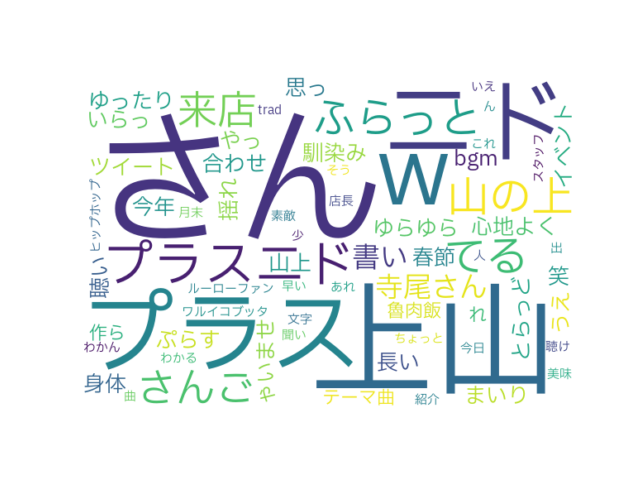 さん
プラス
上
山
ニド
w
ふらっと
来店
思っ
ゆったり
いらっ
trad
やっ
ツイート
合わせ
馴染み
そう
bgm
山の上
いえ
ん
これ
スタッフ
イベント
ヒップホップ
今年
月末
揺れ
素敵
店長
少
ゆらゆら
心地よく
プラスニド
書い
春節
てる
出
人
聴い
山上
ルーローファン
早い
あれ
寺尾さん
魯肉飯
れ
とらっど
笑
うえ
ワルイコブッタ
文字
作ら
ぷらす
聞い
ちょっと
今日
聴け
わかん
わかる
やいませ
長い
身体
曲
さんご
テーマ曲
紹介
まいり
美味